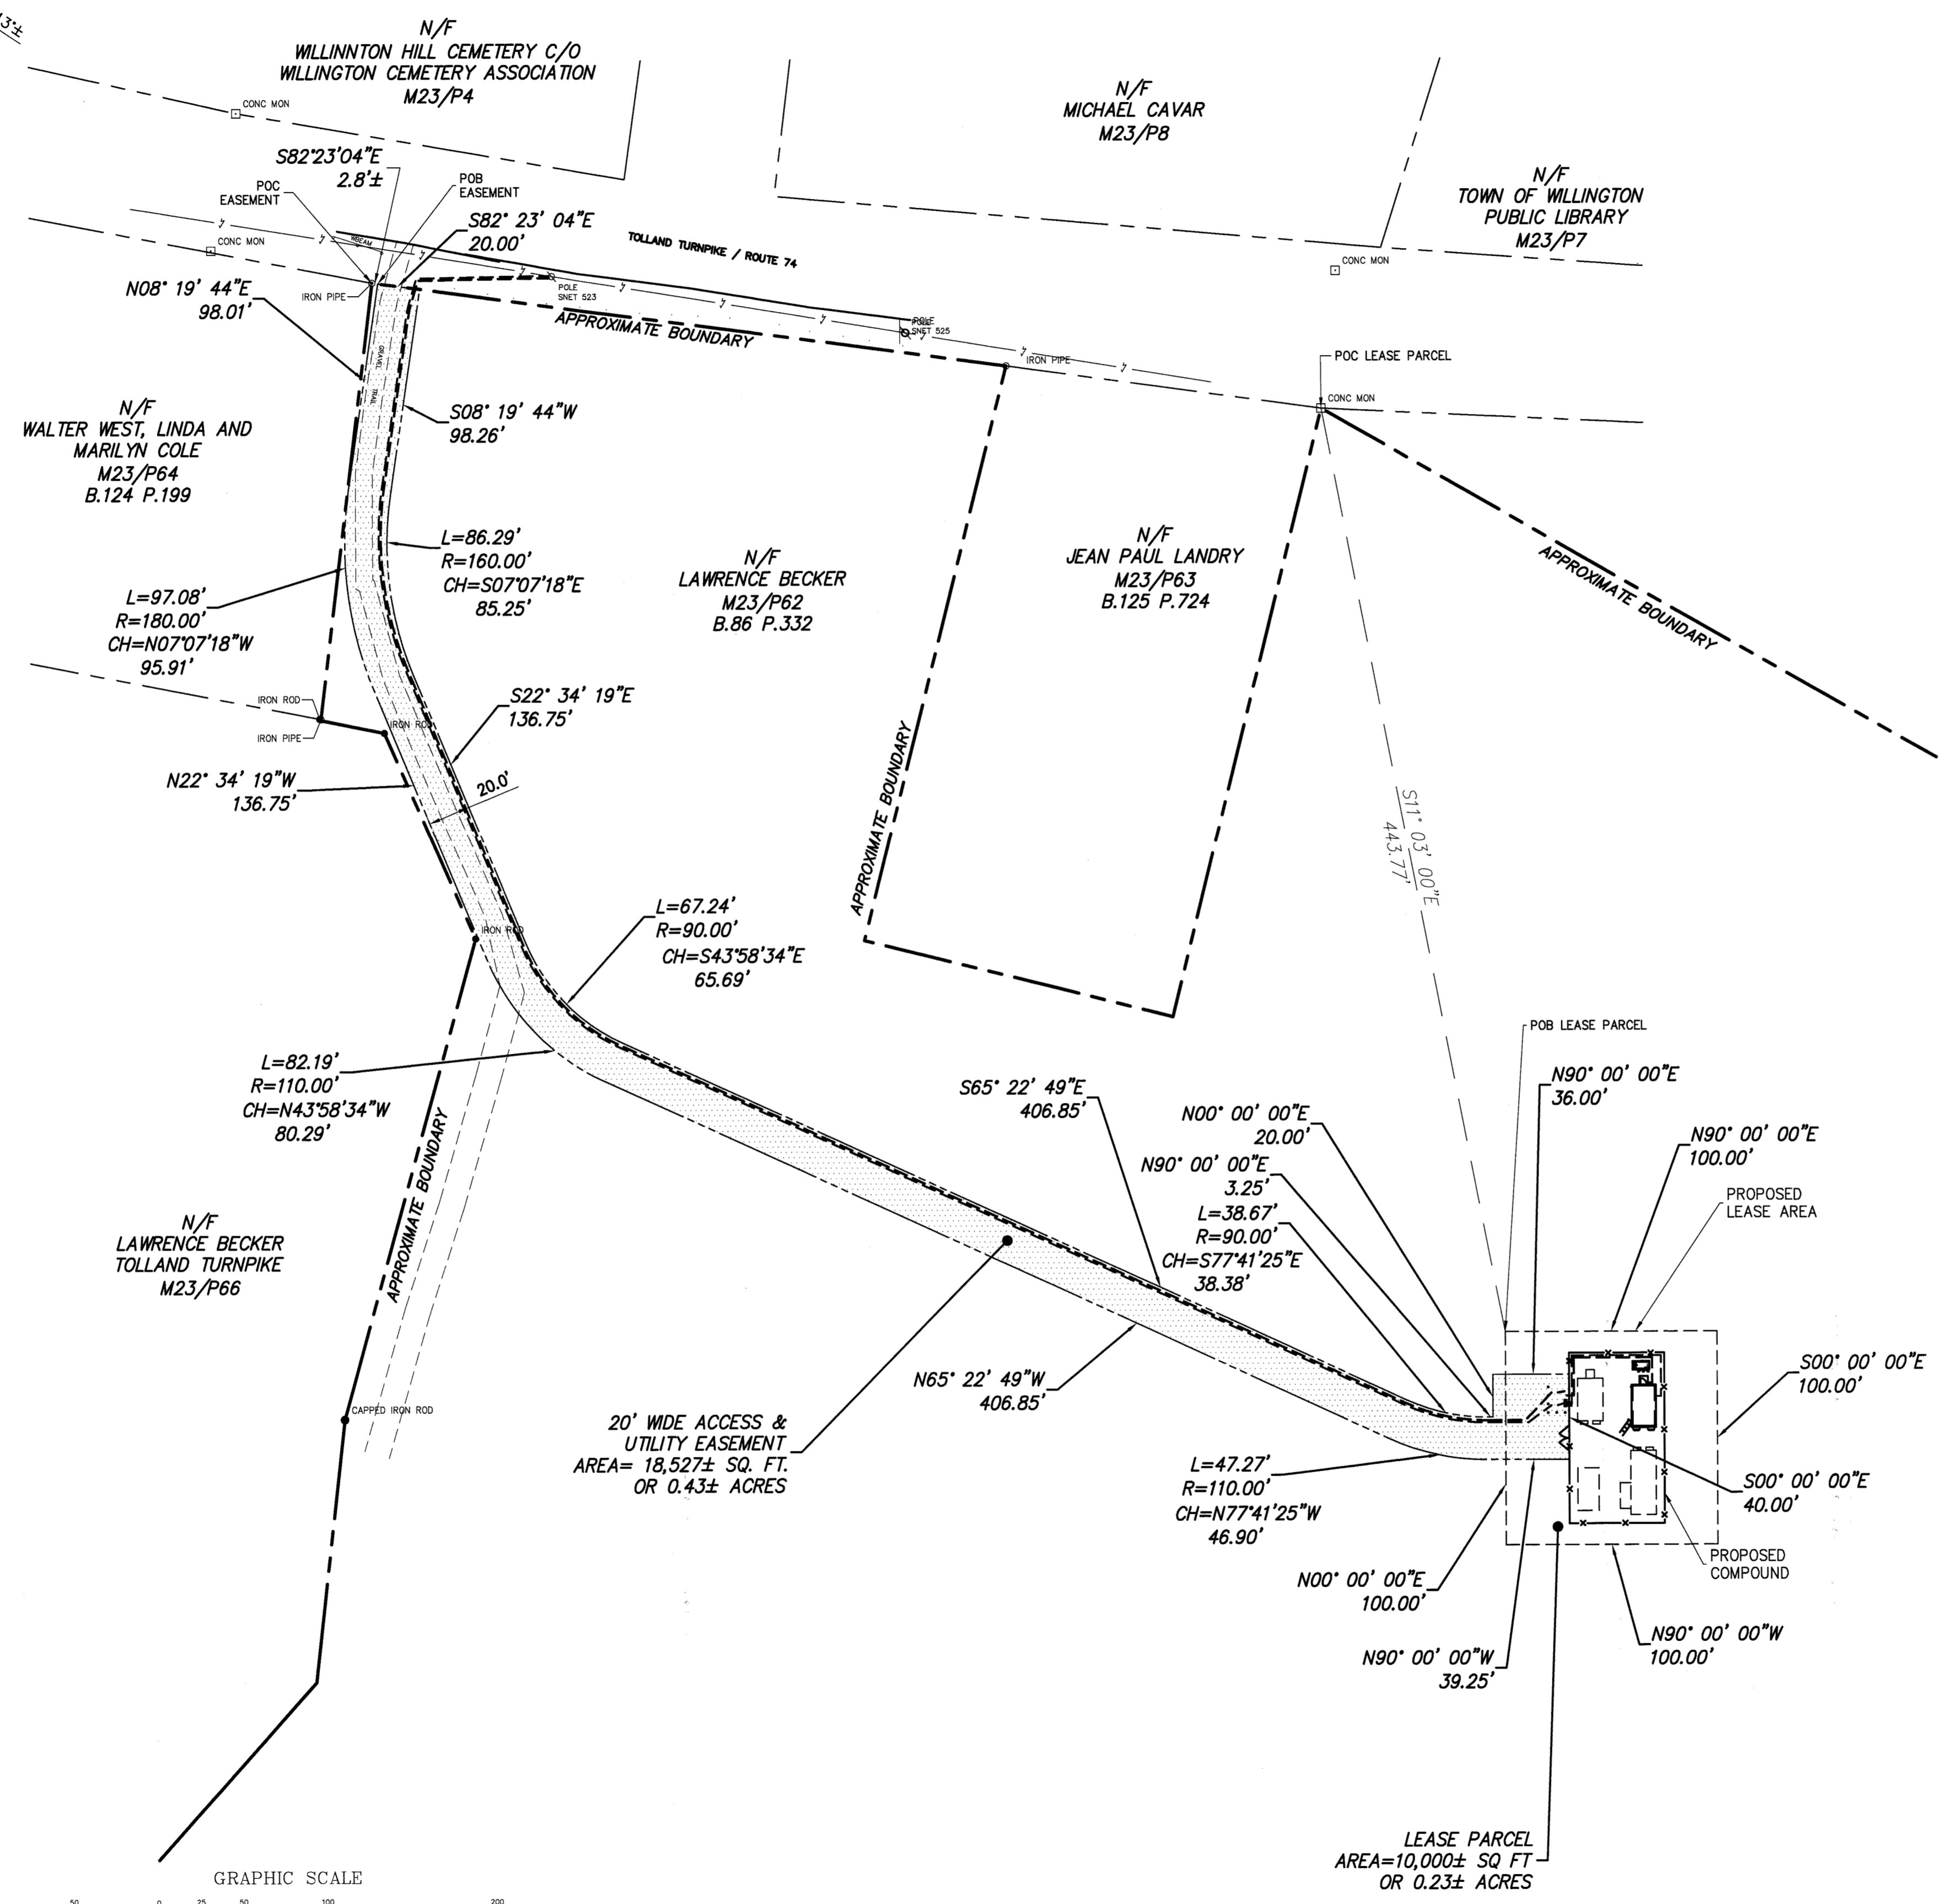 3'±
N/F
WILLINNTON HILL CEMETERY C/O
WILLINGTON CEMETERY ASSOCIATION
M23/P4
N/F
MICHAEL CAVAR
M23/P8
N/F
TOWN OF WILLINGTON
PUBLIC LIBRARY
M23/P7
CONC MON
S82°23'04"E
2.8'±
POC
EASEMENT
POB
EASEMENT
S82° 23' 04"E
20.00'
TOLLAND TURNPIKE / ROUTE 74
CONC MON
CONC MON
WBEAM
N08° 19' 44"E
98.01'
IRON PIPE
POLE
SNET 523
APPROXIMATE BOUNDARY
POLE
SNET 525
IRON PIPE
POC LEASE PARCEL
CONC MON
GRAVEL
TRAIL
N/F
WALTER WEST, LINDA AND
MARILYN COLE
M23/P64
B.124 P.199
S08° 19' 44"W
98.26'
L=86.29'
R=160.00'
CH=S07°07'18"E
85.25'
N/F
LAWRENCE BECKER
M23/P62
B.86 P.332
N/F
JEAN PAUL LANDRY
M23/P63
B.125 P.724
APPROXIMATE BOUNDARY
L=97.08'
R=180.00'
CH=N07°07'18"W
95.91'
IRON ROD
IRON PIPE
IRON ROD
S22° 34' 19"E
136.75'
N22° 34' 19"W
136.75'
20.0'
APPROXIMATE BOUNDARY
S11° 03' 00"E
443.77'
IRON ROD
L=67.24'
R=90.00'
CH=S43°58'34"E
65.69'
L=82.19'
R=110.00'
CH=N43°58'34"W
80.29'
APPROXIMATE BOUNDARY
POB LEASE PARCEL
N90° 00' 00"E
36.00'
S65° 22' 49"E
406.85'
N00° 00' 00"E
20.00'
N90° 00' 00"E
3.25'
L=38.67'
R=90.00'
CH=S77°41'25"E
38.38'
N90° 00' 00"E
100.00'
PROPOSED
LEASE AREA
N/F
LAWRENCE BECKER
TOLLAND TURNPIKE
M23/P66
S00° 00' 00"E
100.00'
N65° 22' 49"W
406.85'
CAPPED IRON ROD
20' WIDE ACCESS &
UTILITY EASEMENT
AREA= 18,527± SQ. FT.
OR 0.43± ACRES
L=47.27'
R=110.00'
CH=N77°41'25"W
46.90'
S00° 00' 00"E
40.00'
PROPOSED
COMPOUND
N00° 00' 00"E
100.00'
N90° 00' 00"W
39.25'
N90° 00' 00"W
100.00'
LEASE PARCEL
AREA=10,000± SQ FT
OR 0.23± ACRES
GRAPHIC SCALE
50 0 25 50 100 200